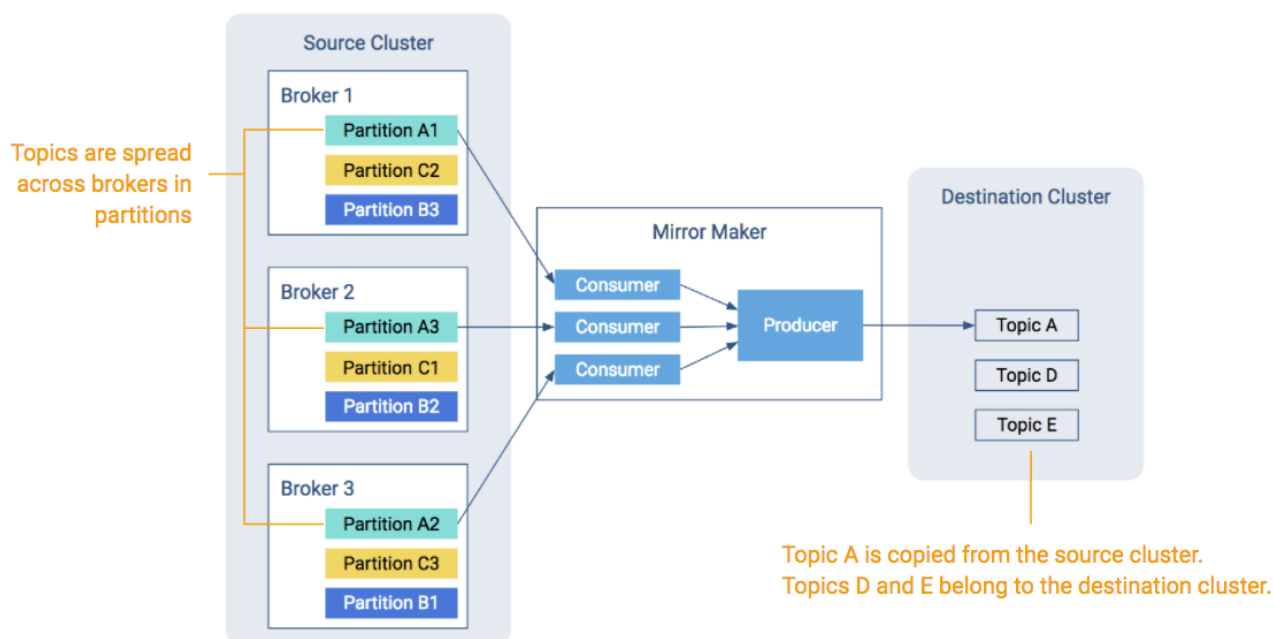 Source Cluster
Broker 1
Partition A1
Partition C2
Partition B3
Topics are spread
across brokers in
partitions
Broker 2
Partition A3
Partition C1
Partition B2
Broker 3
Partition A2
Partition C3
Partition B1
Mirror Maker
Consumer
Consumer
Consumer
Producer
Destination Cluster
Topic A
Topic D
Topic E
Topic A is copied from the source cluster.
Topics D and E belong to the destination cluster.